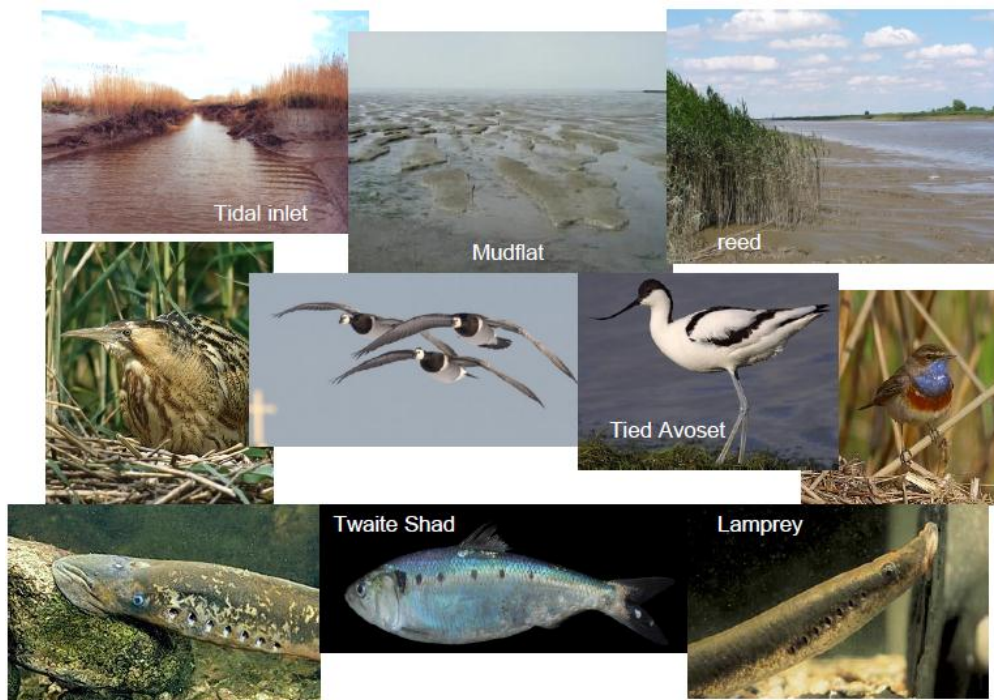 Tidal inlet
Mudflat
reed
Tied Avoset
Twaite Shad
Lamprey